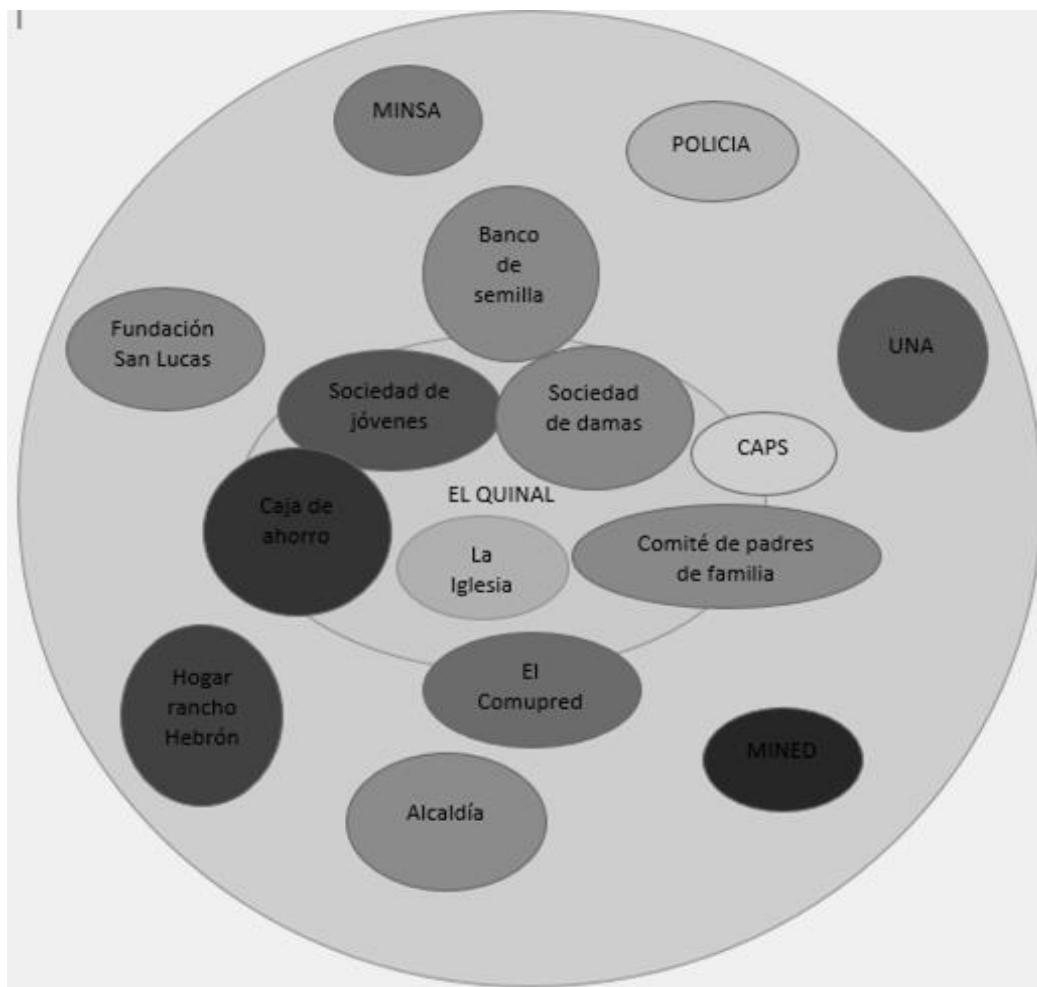 MINSA
POLICIA
Banco
de
semilla
Fundación
San Lucas
UNA
Sociedad de
jóvenes
Sociedad
de damas
CAPS
EL QUINAL
Caja de
ahorro
La
Iglesia
Comité de padres
de familia
Hogar
rancho
Hebrón
El
Comupred
MINED
Alcaldía